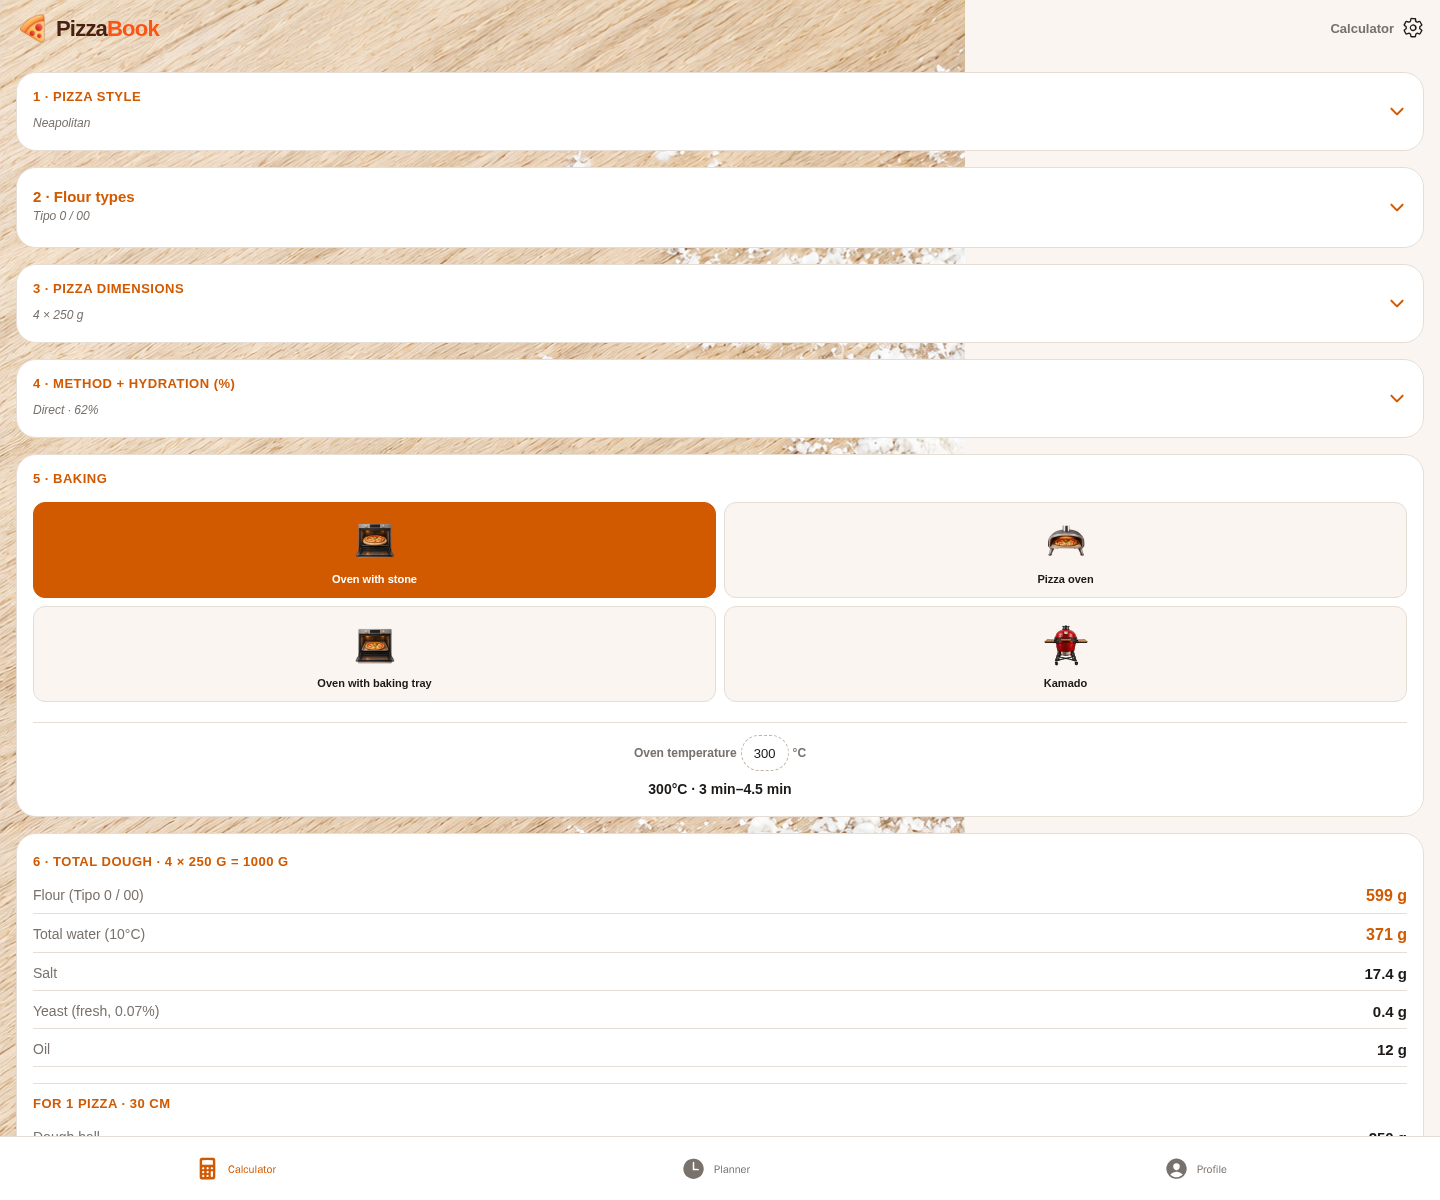 PizzaBook
Calculator
1 · PIZZA STYLE
Neapolitan
2 · Flour types
Tipo 0 / 00
3 · PIZZA DIMENSIONS
4 × 250 g
4 · METHOD + HYDRATION (%)
Direct · 62%
5 · BAKING
Oven with stone
Pizza oven
Oven with baking tray
Kamado
Oven temperature 300 °C
300°C · 3 min–4.5 min
6 · TOTAL DOUGH · 4 × 250 G = 1000 G
Flour (Tipo 0 / 00) 599 g
Total water (10°C) 371 g
Salt 17.4 g
Yeast (fresh, 0.07%) 0.4 g
Oil 12 g
FOR 1 PIZZA · 30 CM
Dough ball 250 g
Calculator
Planner
Profile